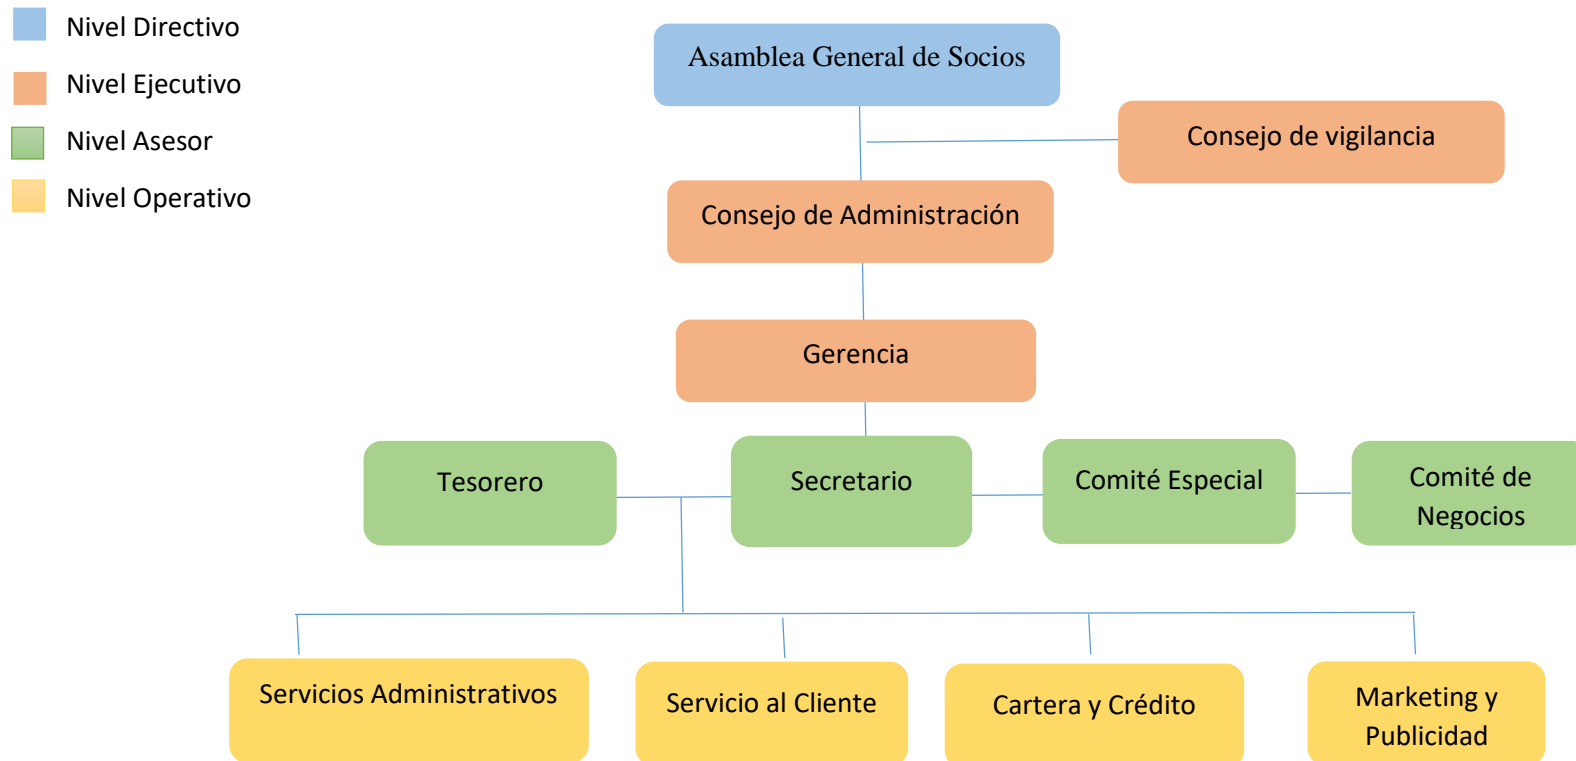 Nivel Directivo
Nivel Ejecutivo
Nivel Asesor
Nivel Operativo
Asamblea General de Socios
Consejo de vigilancia
Consejo de Administración
Gerencia
Tesorero
Secretario
Comité Especial
Comité de
Negocios
Servicios Administrativos
Servicio al Cliente
Cartera y Crédito
Marketing y
Publicidad